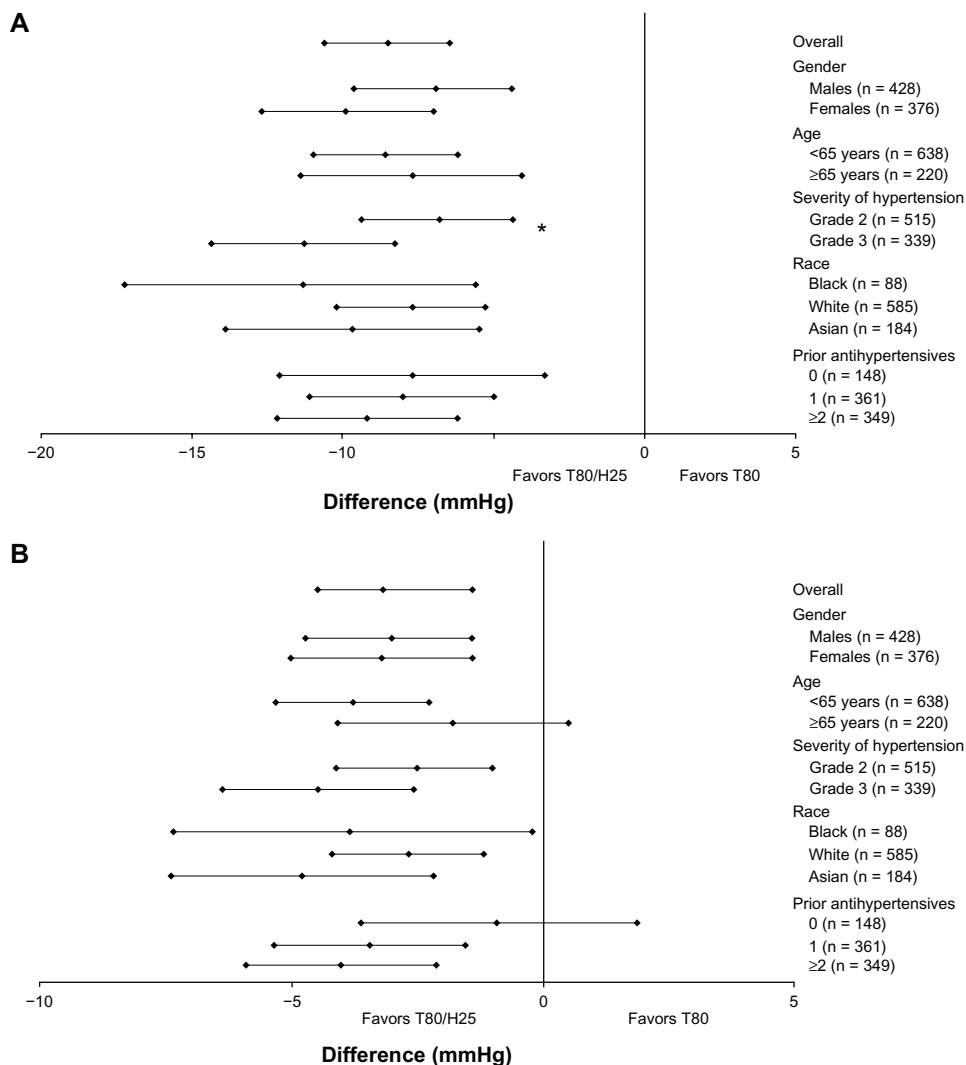 A
Overall
Gender
Males (n = 428)
Females (n = 376)
Age
<65 years (n = 638)
≥65 years (n = 220)
Severity of hypertension
Grade 2 (n = 515)
*
Grade 3 (n = 339)
Race
Black (n = 88)
White (n = 585)
Asian (n = 184)
Prior antihypertensives
0 (n = 148)
1 (n = 361)
≥2 (n = 349)
−20 −15 −10 −5 0 5
Favors T80/H25 Favors T80
Difference (mmHg)
B
Overall
Gender
Males (n = 428)
Females (n = 376)
Age
<65 years (n = 638)
≥65 years (n = 220)
Severity of hypertension
Grade 2 (n = 515)
Grade 3 (n = 339)
Race
Black (n = 88)
White (n = 585)
Asian (n = 184)
Prior antihypertensives
0 (n = 148)
1 (n = 361)
≥2 (n = 349)
−10 −5 0 5
Favors T80/H25 Favors T80
Difference (mmHg)